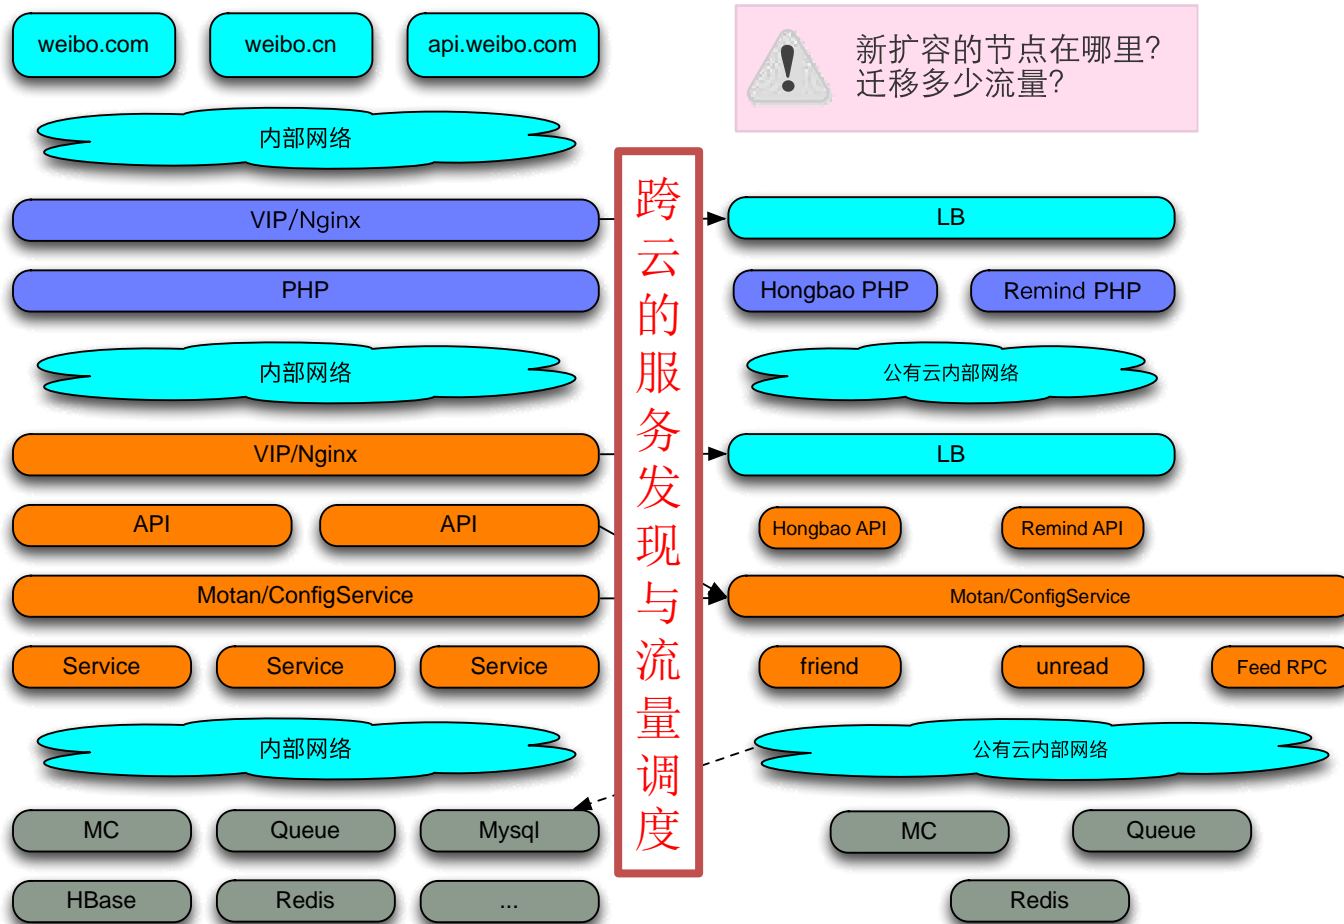 weibo.com
weibo.cn
api.weibo.com
新扩容的节点在哪里?
迁移多少流量?
内部网络
跨云的服务发现与流量调度
VIP/Nginx
LB
PHP
Hongbao PHP
Remind PHP
内部网络
公有云内部网络
VIP/Nginx
LB
API
API
Hongbao API
Remind API
Motan/ConfigService
Motan/ConfigService
Service
Service
Service
friend
unread
Feed RPC
内部网络
公有云内部网络
MC
Queue
Mysql
MC
Queue
HBase
Redis
...
Redis